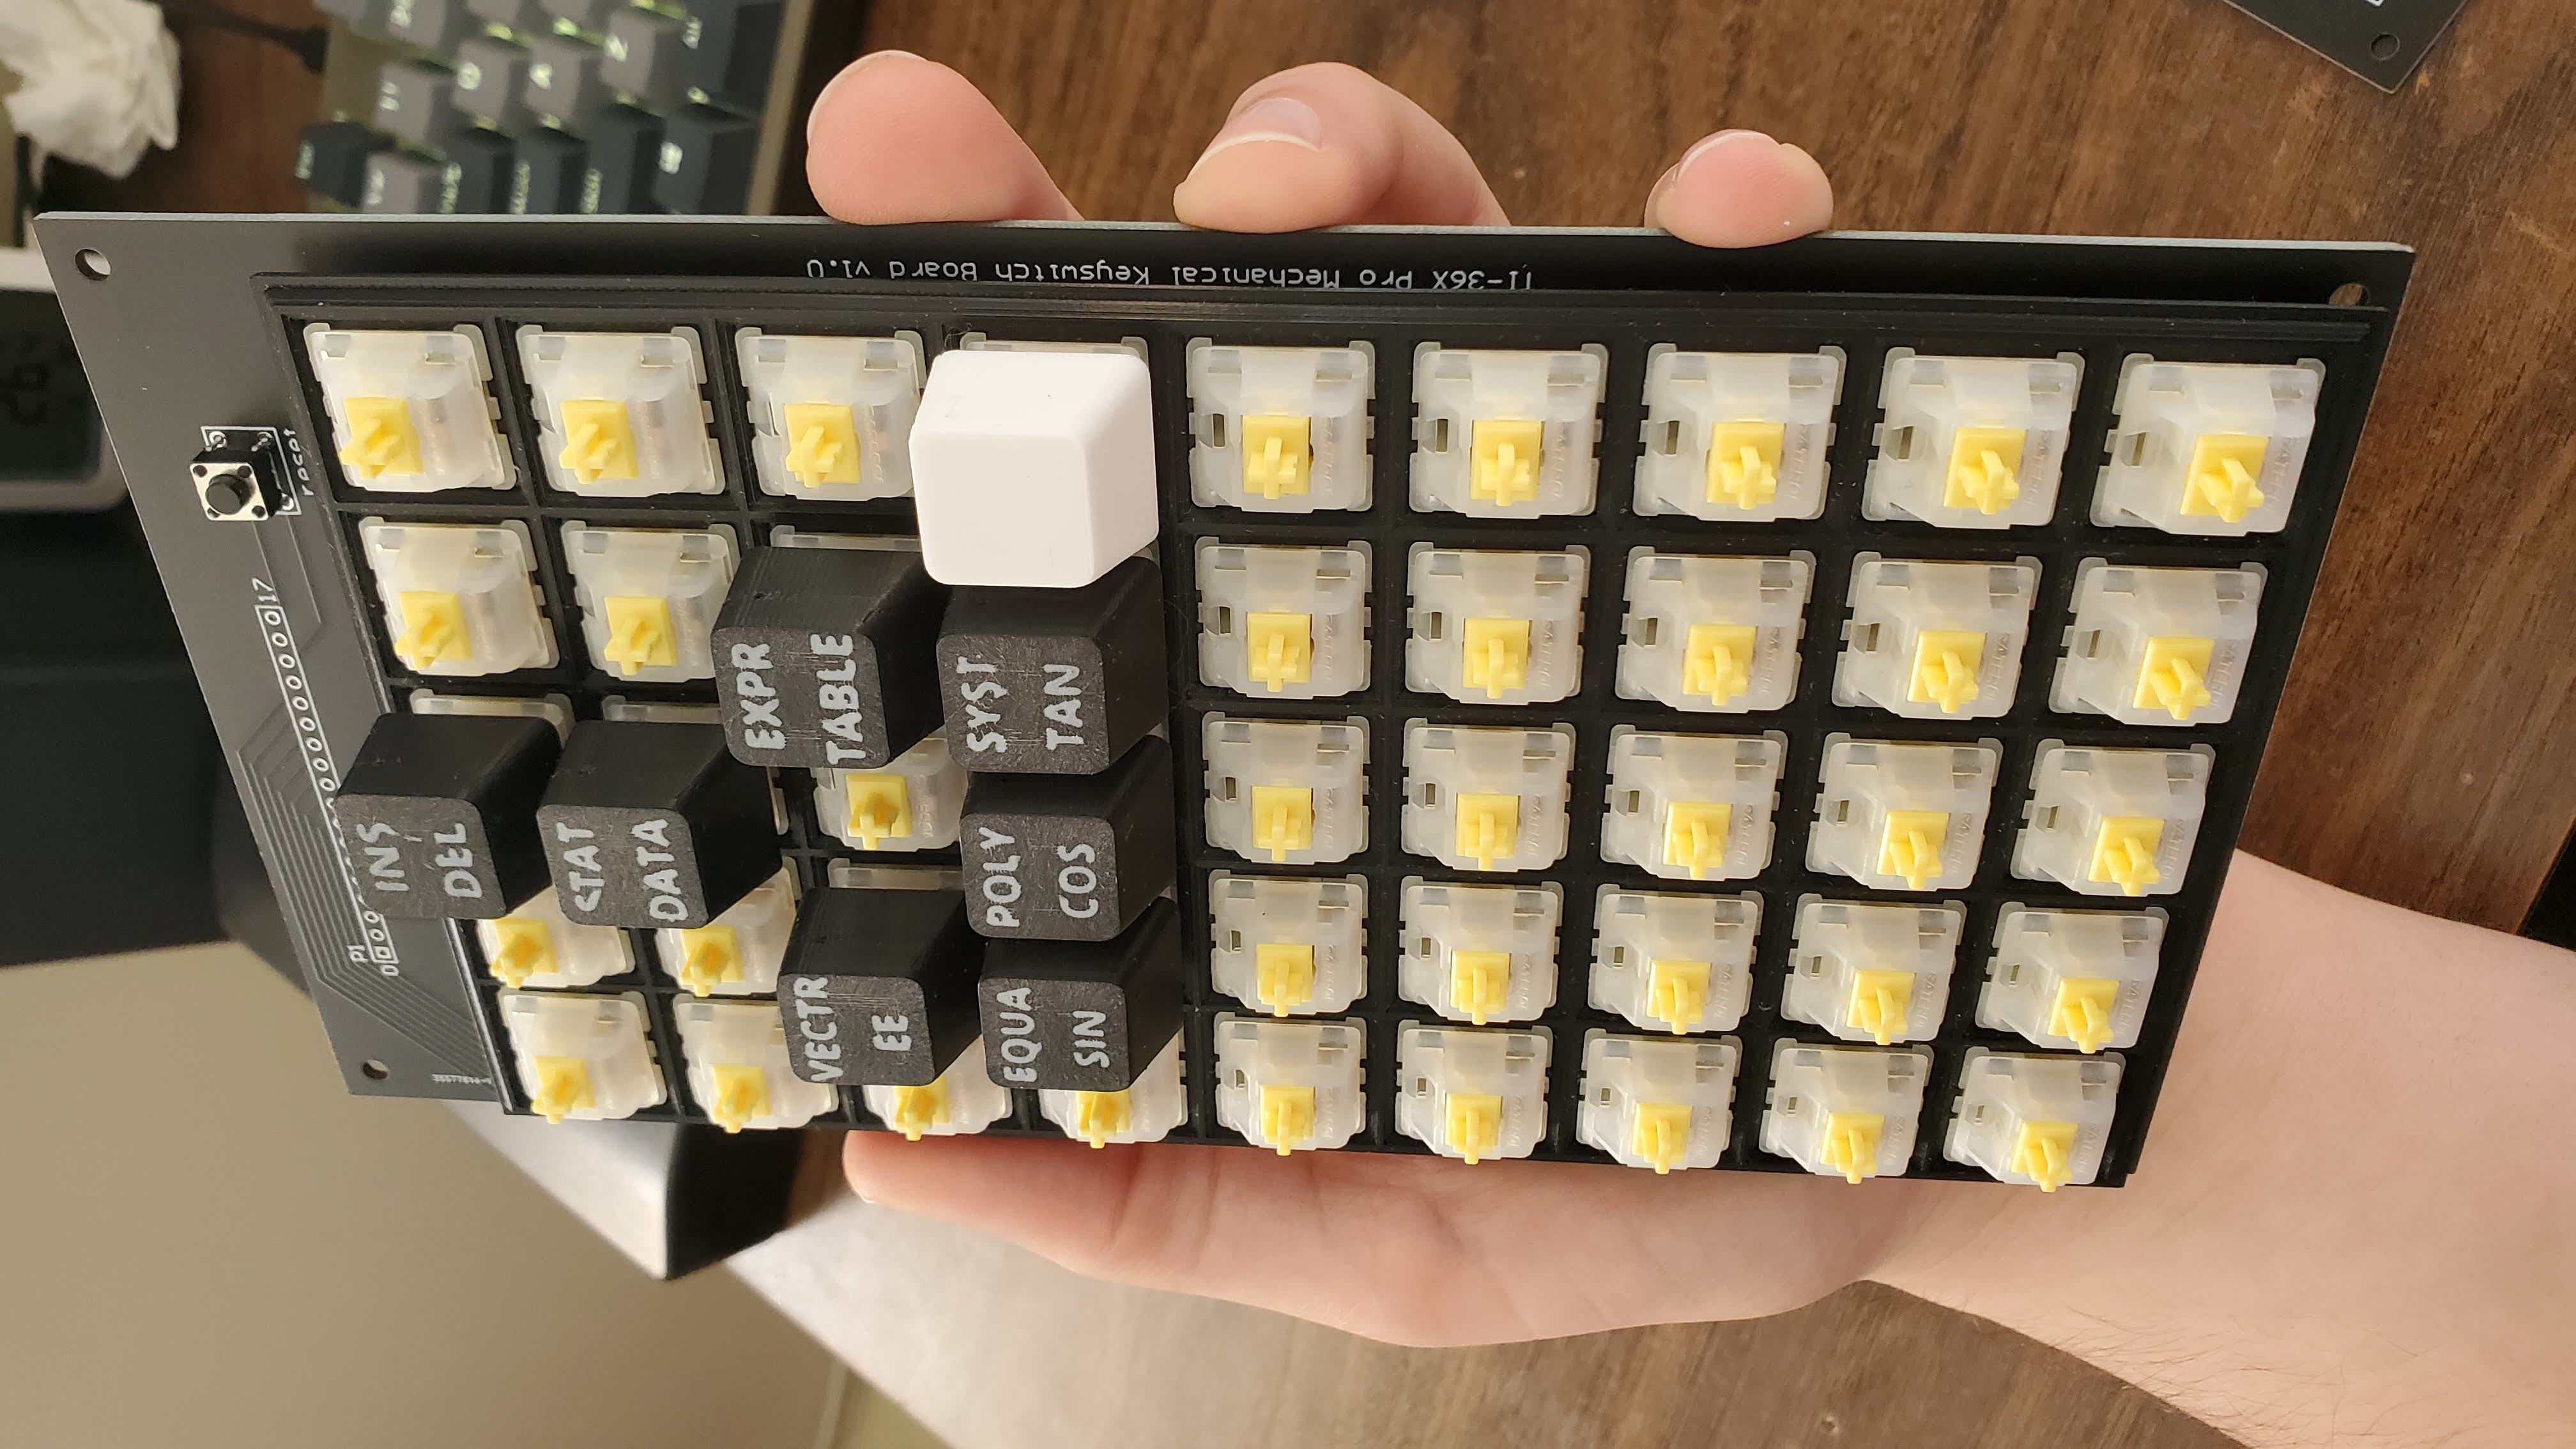 17
reset
P1
0
INS
DEL
STAT
DATA
EXPR
TABLE
VECTR
EE
EQUA
SIN
POLY
COS
SYST
TAN
TI-36X Pro Mechanical Keyswitch Board v1.0